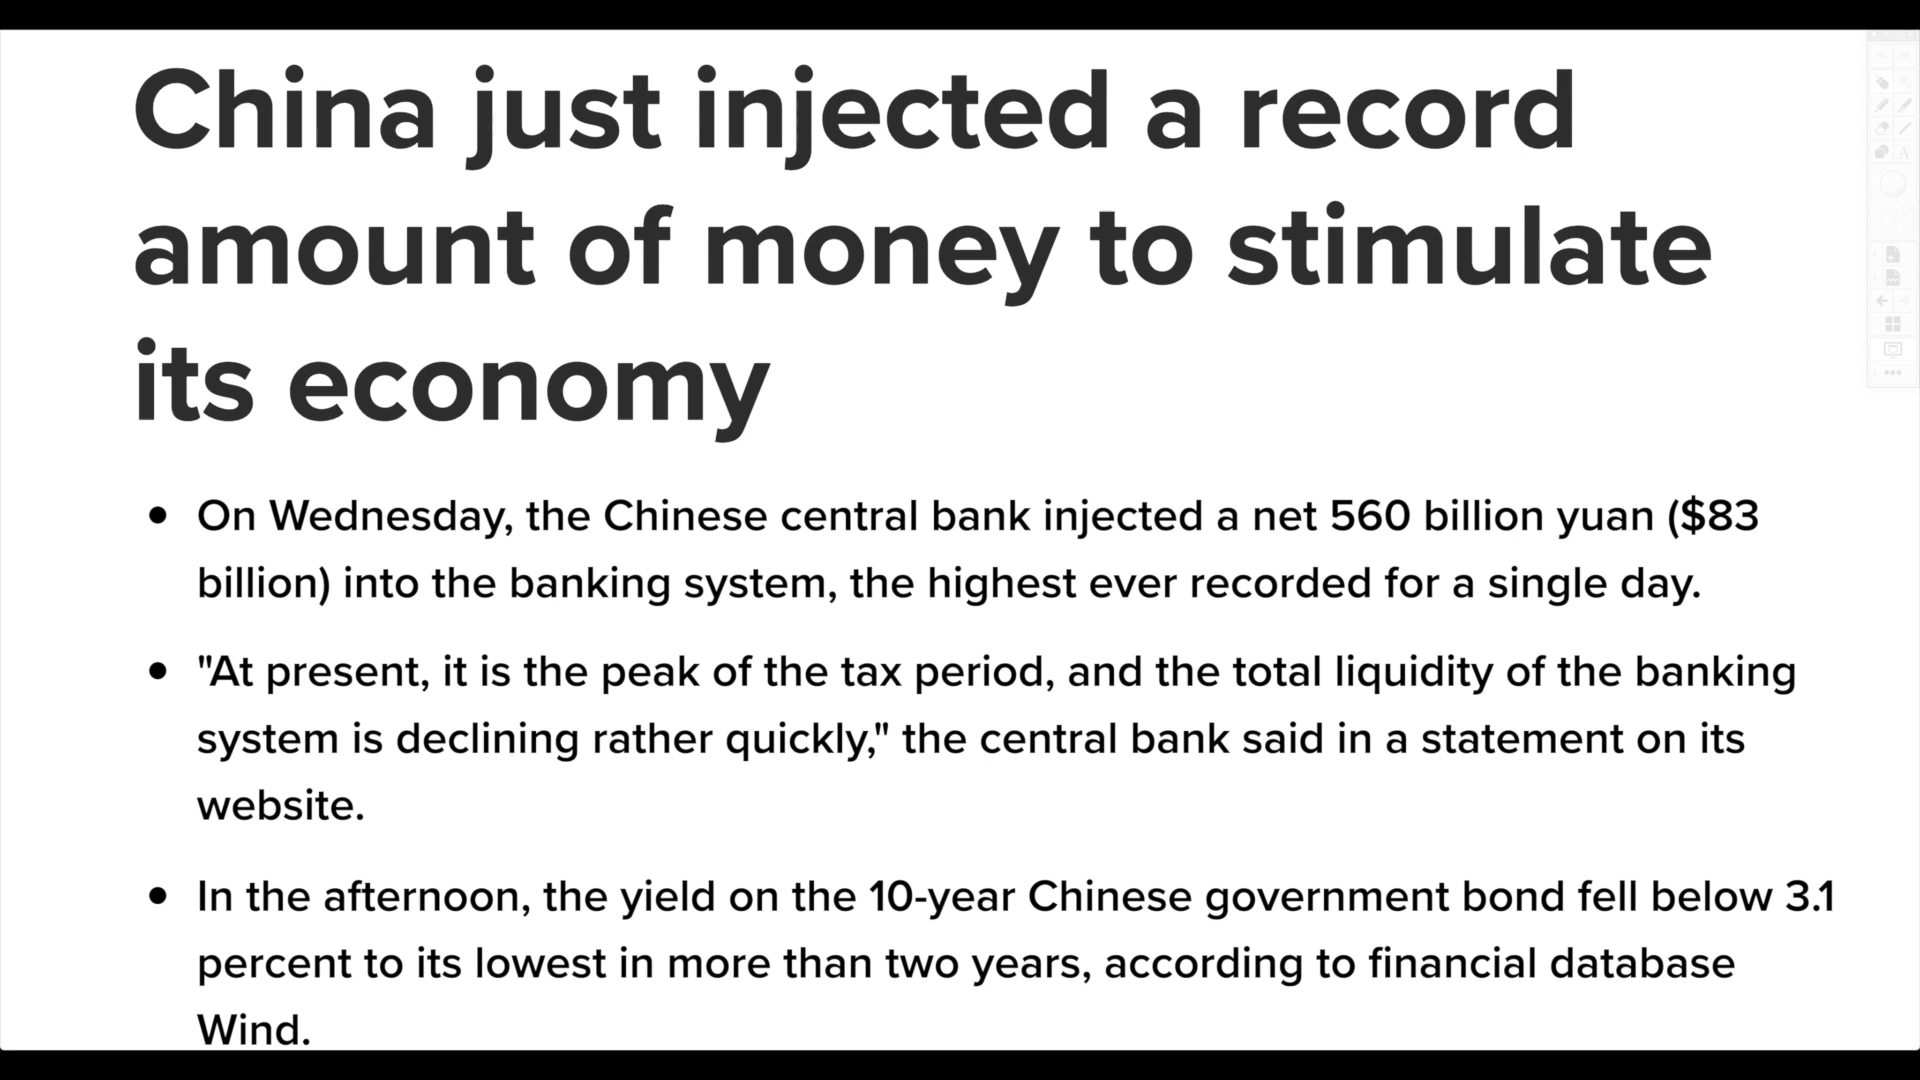 China just injected a record
amount of money to stimulate
its economy
• On Wednesday, the Chinese central bank injected a net 560 billion yuan ($83
billion) into the banking system, the highest ever recorded for a single day.
• "At present, it is the peak of the tax period, and the total liquidity of the banking
system is declining rather quickly," the central bank said in a statement on its
website.
• In the afternoon, the yield on the 10-year Chinese government bond fell below 3.1
percent to its lowest in more than two years, according to financial database
Wind.